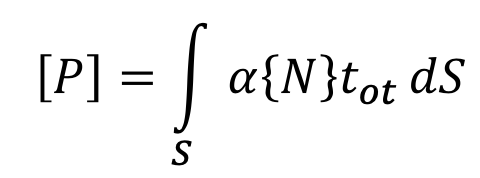 [P] = ∫_S α{N}t_ot dS